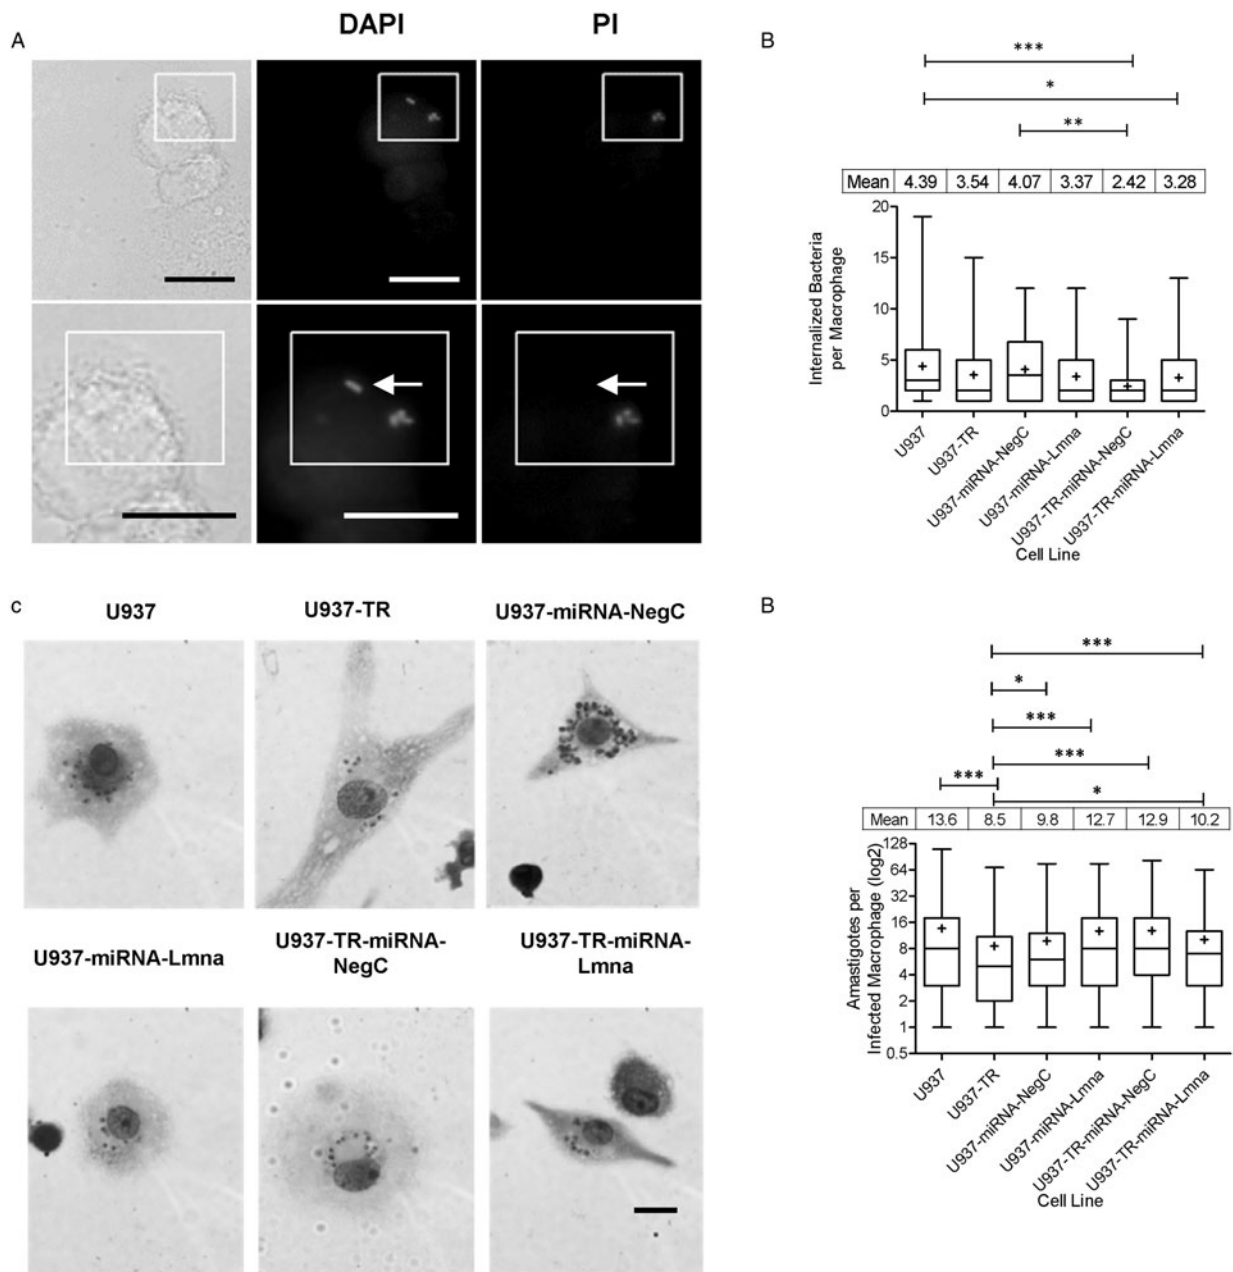 DAPI PI
A
B
***
*
**
Mean 4.39 3.54 4.07 3.37 2.42 3.28
20
15
10
5
0
Internalized Bacteria
per Macrophage
U937
U937-TR
U937-miRNA-NegC
U937-miRNA-Lmna
U937-TR-miRNA-NegC
U937-TR-miRNA-Lmna
Cell Line
c
U937
U937-TR
U937-miRNA-NegC
U937-miRNA-Lmna
U937-TR-miRNA-
NegC
U937-TR-miRNA-
Lmna
B
***
*
***
***
***
*
Mean 13.6 8.5 9.8 12.7 12.9 10.2
128
64
32
16
8
4
2
1
0.5
Amastigotes per
Infected Macrophage (log2)
U937
U937-TR
U937-miRNA-NegC
U937-miRNA-Lmna
U937-TR-miRNA-NegC
U937-TR-miRNA-Lmna
Cell Line